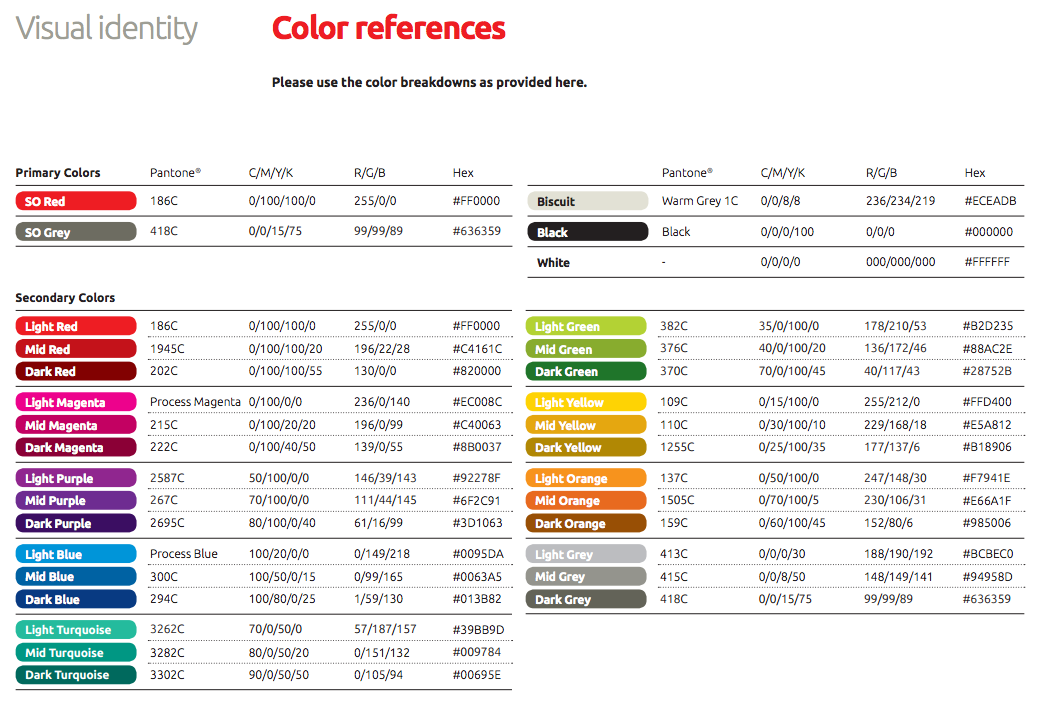 Visual identity
Color references
Please use the color breakdowns as provided here.
Primary Colors Pantone® C/M/Y/K R/G/B Hex
SO Red 186C 0/100/100/0 255/0/0 #FF0000
SO Grey 418C 0/0/15/75 99/99/89 #636359
Pantone® C/M/Y/K R/G/B Hex
Biscuit Warm Grey 1C 0/0/8/8 236/234/219 #ECEADB
Black Black 0/0/0/100 0/0/0 #000000
White - 0/0/0/0 000/000/000 #FFFFFF
Secondary Colors
Light Red 186C 0/100/100/0 255/0/0 #FF0000
Mid Red 1945C 0/100/100/20 196/22/28 #C4161C
Dark Red 202C 0/100/100/55 130/0/0 #820000
Light Magenta Process Magenta 0/100/0/0 236/0/140 #EC008C
Mid Magenta 215C 0/100/20/20 196/0/99 #C40063
Dark Magenta 222C 0/100/40/50 139/0/55 #8B0037
Light Purple 2587C 50/100/0/0 146/39/143 #92278F
Mid Purple 267C 70/100/0/0 111/44/145 #6F2C91
Dark Purple 2695C 80/100/0/40 61/16/99 #3D1063
Light Blue Process Blue 100/20/0/0 0/149/218 #0095DA
Mid Blue 300C 100/50/0/15 0/99/165 #0063A5
Dark Blue 294C 100/80/0/25 1/59/130 #013B82
Light Turquoise 3262C 70/0/50/0 57/187/157 #39BB9D
Mid Turquoise 3282C 80/0/50/20 0/151/132 #009784
Dark Turquoise 3302C 90/0/50/50 0/105/94 #00695E
Light Green 382C 35/0/100/0 178/210/53 #B2D235
Mid Green 376C 40/0/100/20 136/172/46 #88AC2E
Dark Green 370C 70/0/100/45 40/117/43 #28752B
Light Yellow 109C 0/15/100/0 255/212/0 #FFD400
Mid Yellow 110C 0/30/100/10 229/168/18 #E5A812
Dark Yellow 1255C 0/25/100/35 177/137/6 #B18906
Light Orange 137C 0/50/100/0 247/148/30 #F7941E
Mid Orange 1505C 0/70/100/5 230/106/31 #E66A1F
Dark Orange 159C 0/60/100/45 152/80/6 #985006
Light Grey 413C 0/0/0/30 188/190/192 #BCBEC0
Mid Grey 415C 0/0/8/50 148/149/141 #94958D
Dark Grey 418C 0/0/15/75 99/99/89 #636359